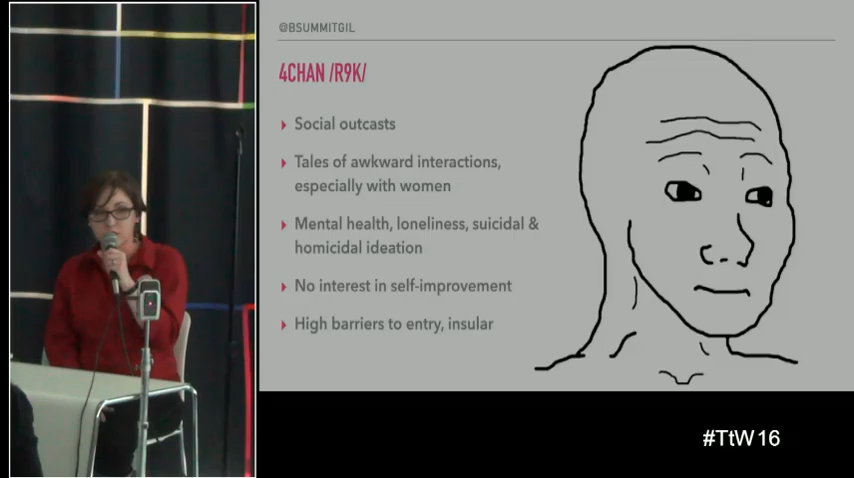 @BSUMMITGIL
4CHAN /R9K/
Social outcasts
Tales of awkward interactions,
especially with women
Mental health, loneliness, suicidal &
homicidal ideation
No interest in self-improvement
High barriers to entry, insular
#TtW16